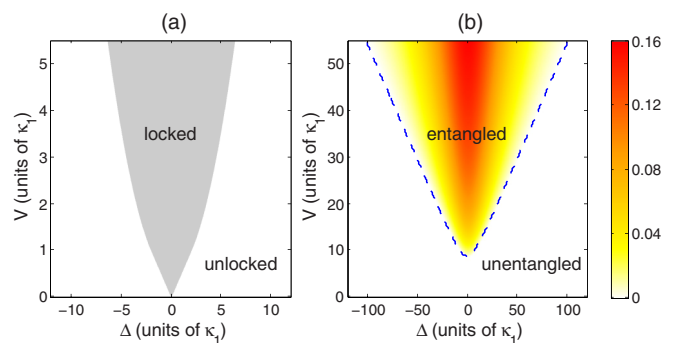 (a)
V (units of κ1)
5
4
3
2
1
0
locked
unlocked
−10
−5
0
5
10
Δ (units of κ1)
(b)
V (units of κ1)
50
40
30
20
10
0
entangled
unentangled
−100
−50
0
50
100
Δ (units of κ1)
0.16
0.12
0.08
0.04
0